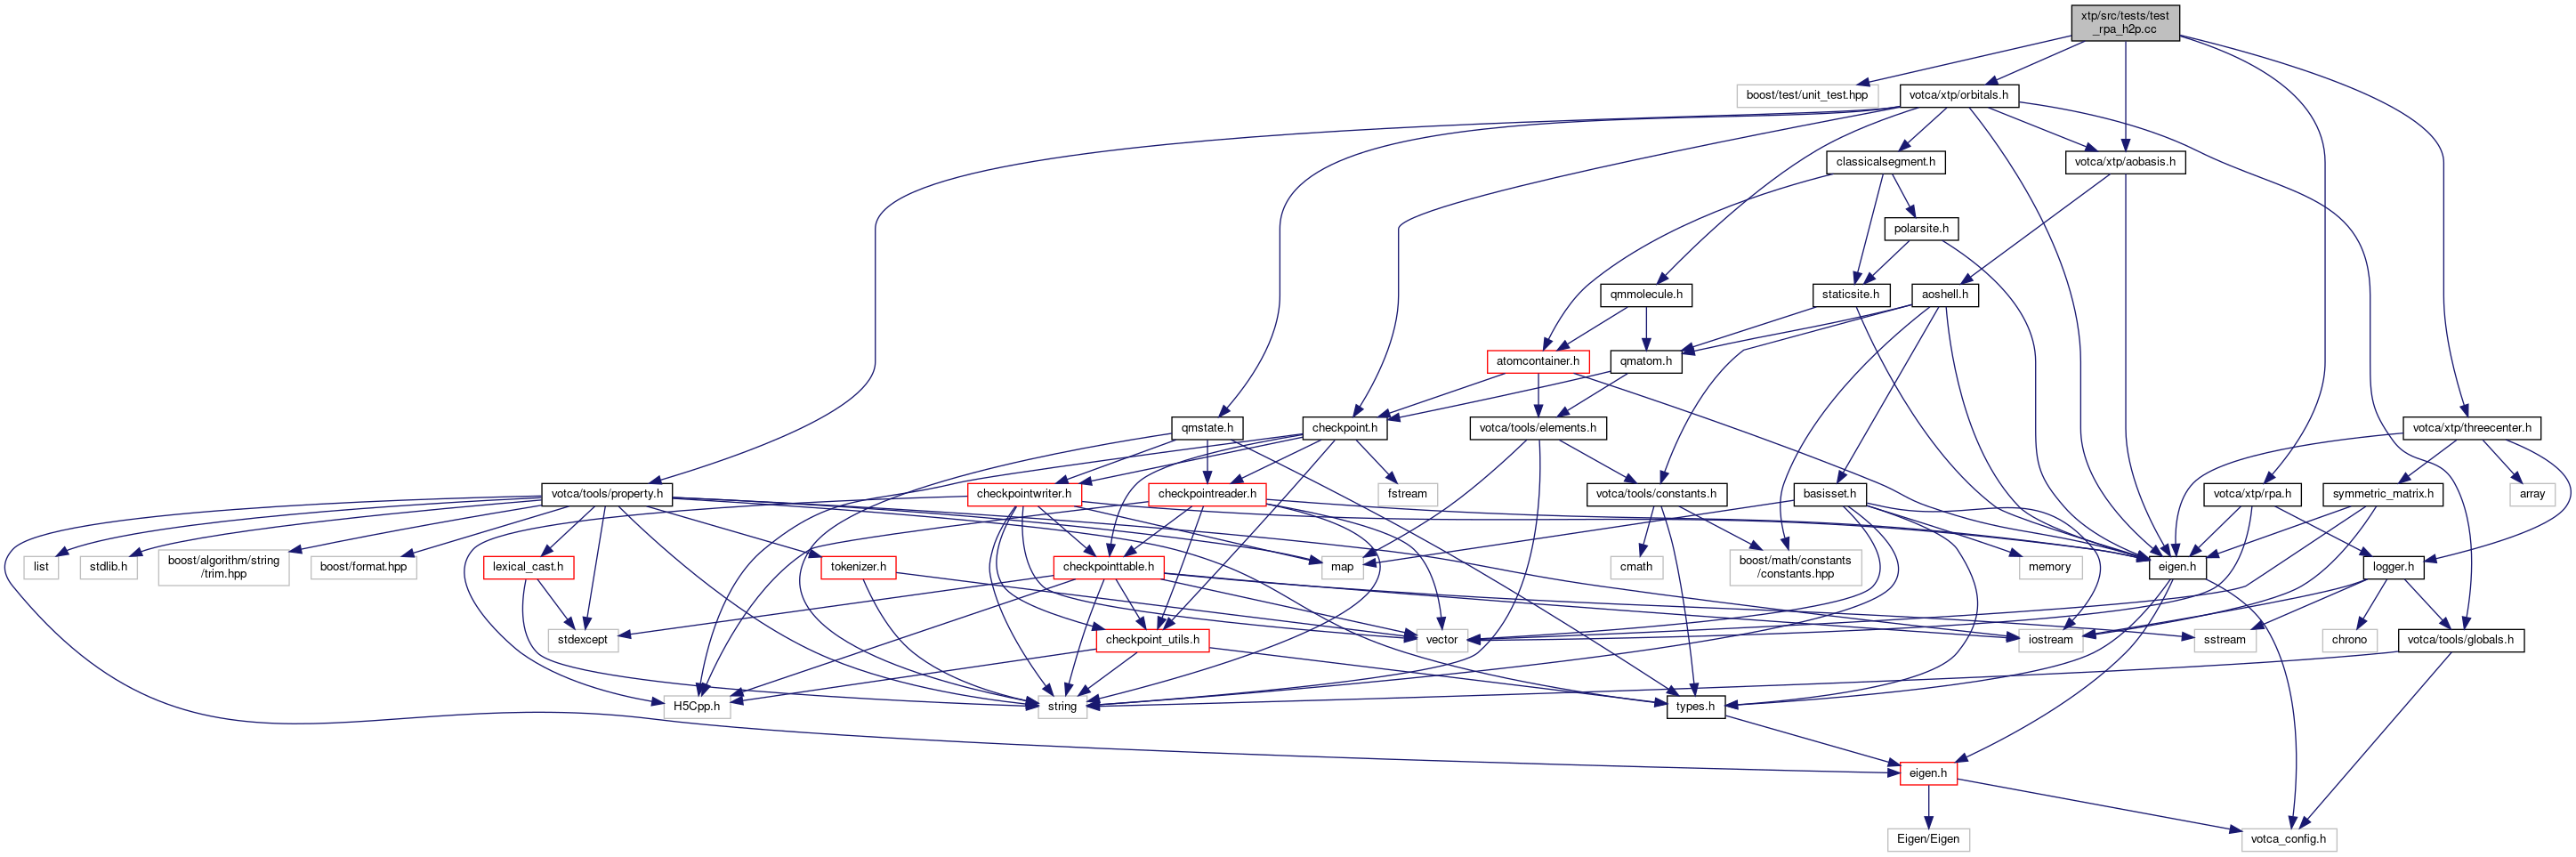 xtp/src/tests/test
_rpa_h2p.cc
boost/test/unit_test.hpp
votca/xtp/orbitals.h
classicalsegment.h
votca/xtp/aobasis.h
polarsite.h
qmmolecule.h
staticsite.h
aoshell.h
atomcontainer.h
qmatom.h
qmstate.h
checkpoint.h
votca/tools/elements.h
votca/xtp/threecenter.h
votca/tools/property.h
checkpointwriter.h
checkpointreader.h
fstream
votca/tools/constants.h
basisset.h
votca/xtp/rpa.h
symmetric_matrix.h
array
list
stdlib.h
boost/algorithm/string
/trim.hpp
boost/format.hpp
lexical_cast.h
tokenizer.h
checkpointtable.h
map
cmath
boost/math/constants
/constants.hpp
memory
eigen.h
logger.h
stdexcept
checkpoint_utils.h
vector
iostream
sstream
chrono
votca/tools/globals.h
H5Cpp.h
string
types.h
eigen.h
Eigen/Eigen
votca_config.h